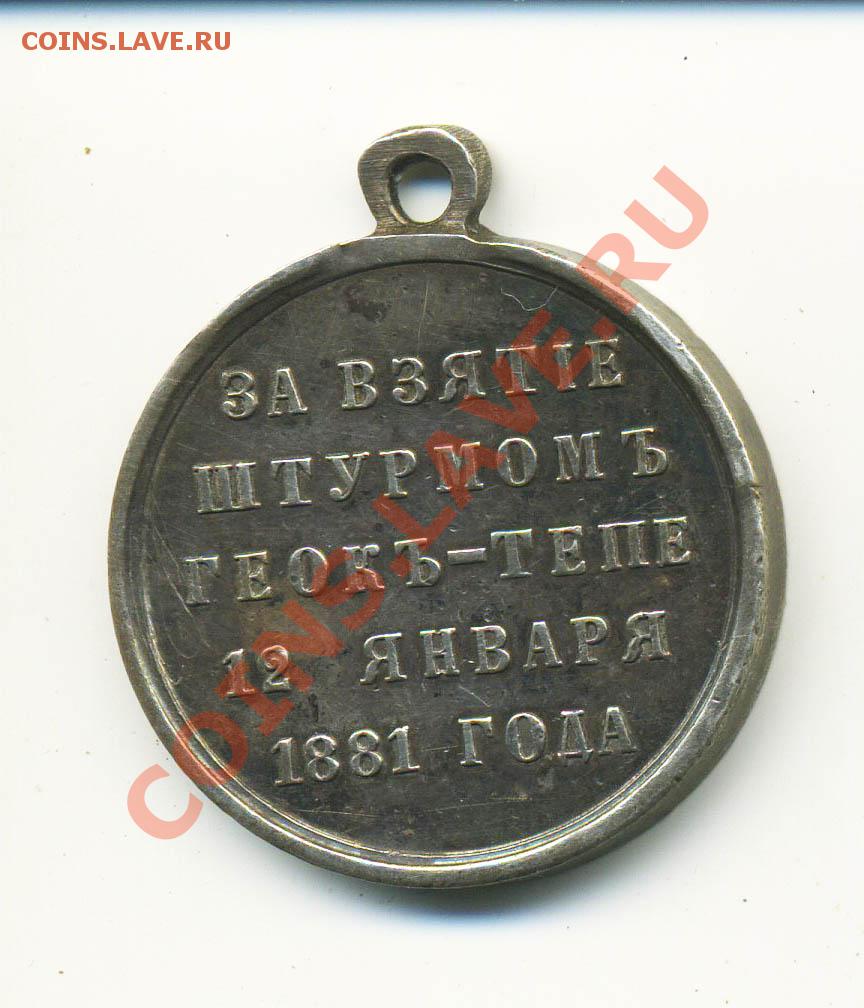 COINS.LAVE.RU
ЗА ВЗЯТІЕ
ШТУРМОМЪ
ГЕОКЪ-ТЕПЕ
12 ЯНВАРЯ
1881 ГОДА
COINS.LAVE.RU